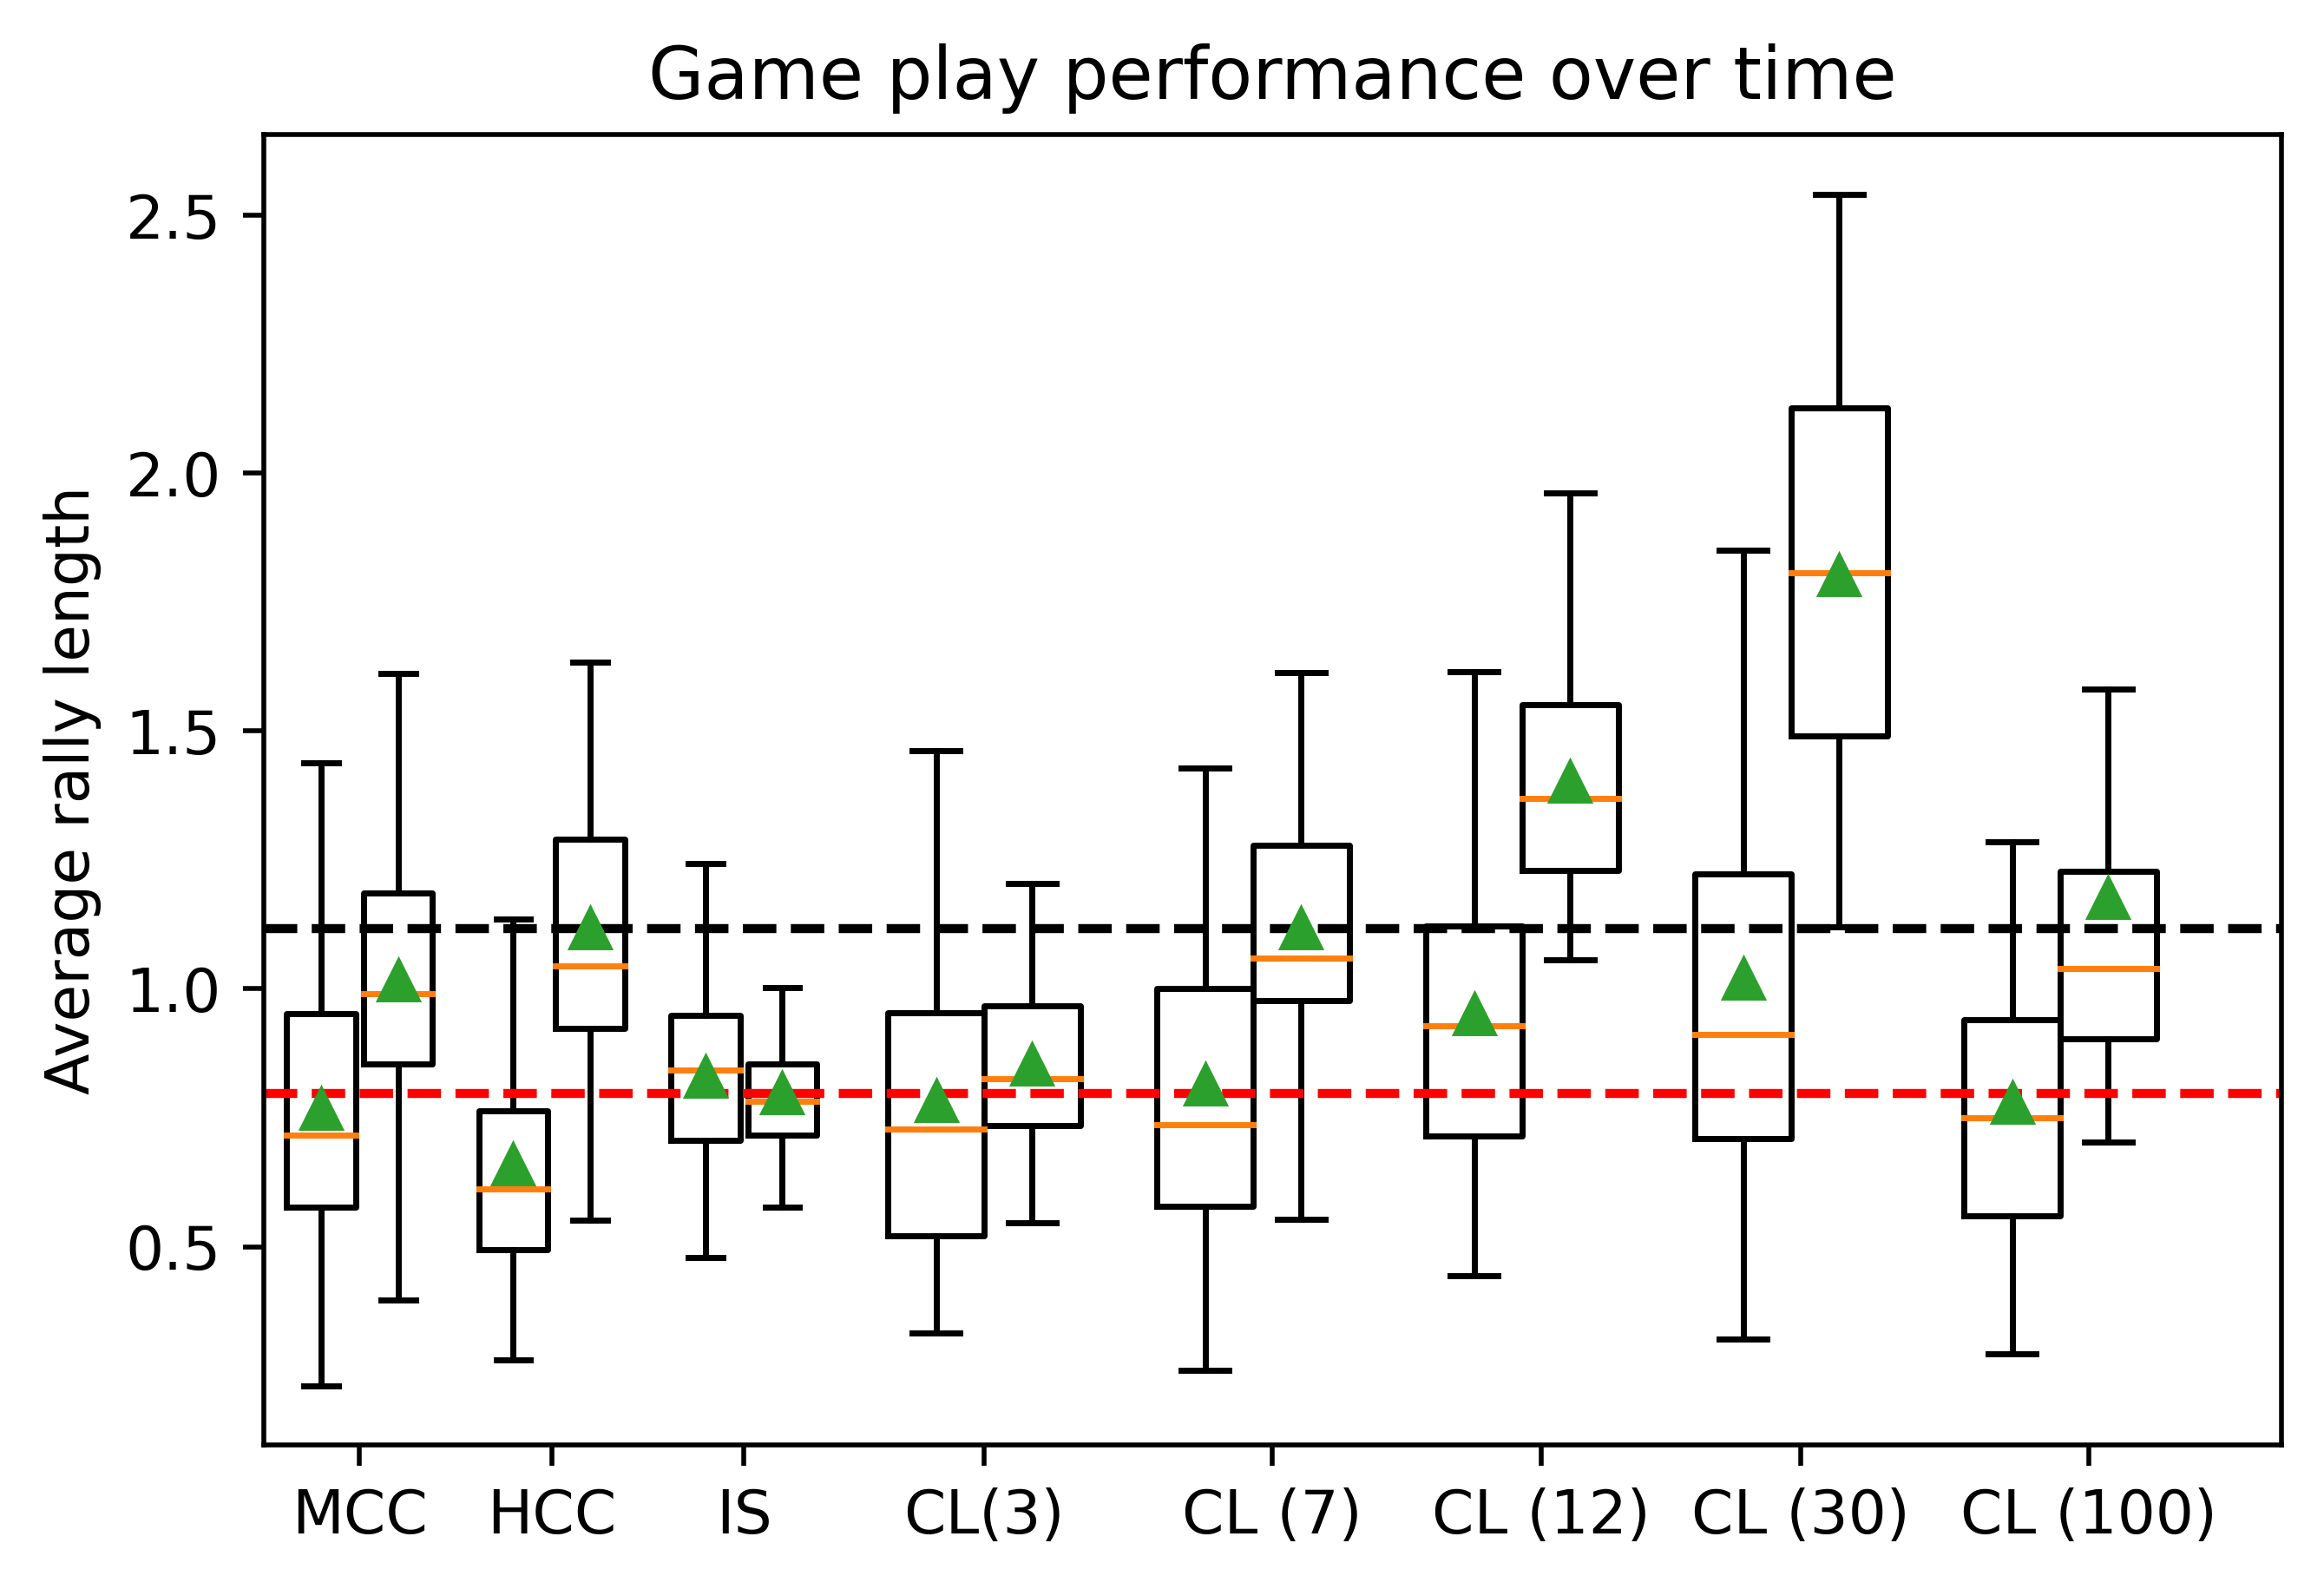 Game play performance over time
Average rally length
2.5
2.0
1.5
1.0
0.5
MCC HCC IS CL(3) CL (7) CL (12) CL (30) CL (100)